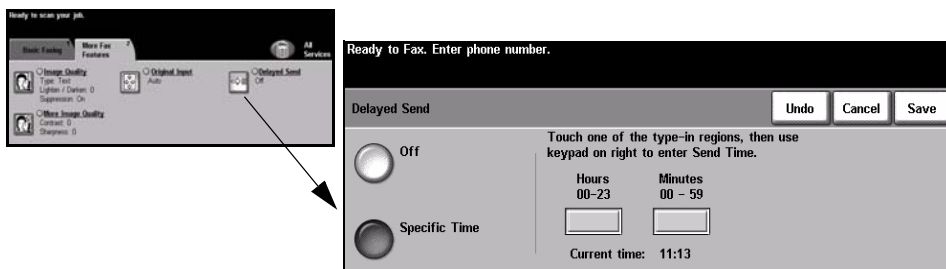 Ready to scan your job.
Basic Faxing
More Fax Features
All Services
Image Quality
Type: Text
Lighten / Darken: 0
Suppression: On
Original Input
Auto
Delayed Send
Off
More Image Quality
Contrast: 0
Sharpness: 0
Ready to Fax. Enter phone number.
Delayed Send
Undo
Cancel
Save
Off
Specific Time
Touch one of the type-in regions, then use
keypad on right to enter Send Time.
Hours
00-23
Minutes
00 - 59
Current time: 11:13